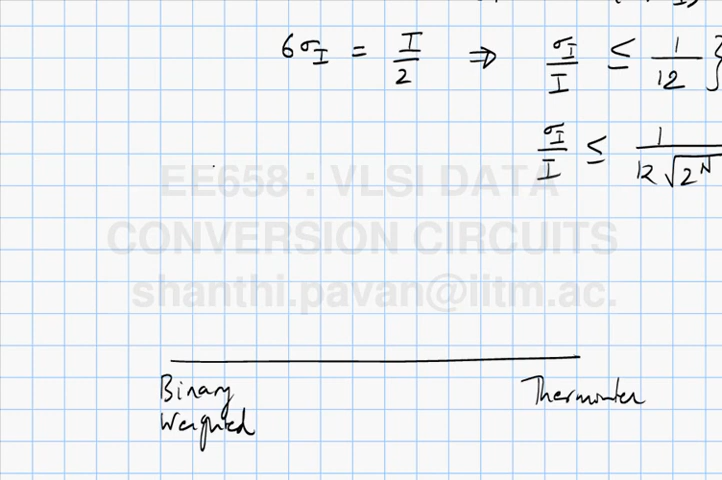 6σ_I = I/2 ⇒ σ_I/I ≤ 1/12 }
σ_I/I ≤ 1/(12√2^N)
EE658 : VLSI DATA
CONVERSION CIRCUITS
shanthi.pavan@iitm.ac.
Binary
Weighted